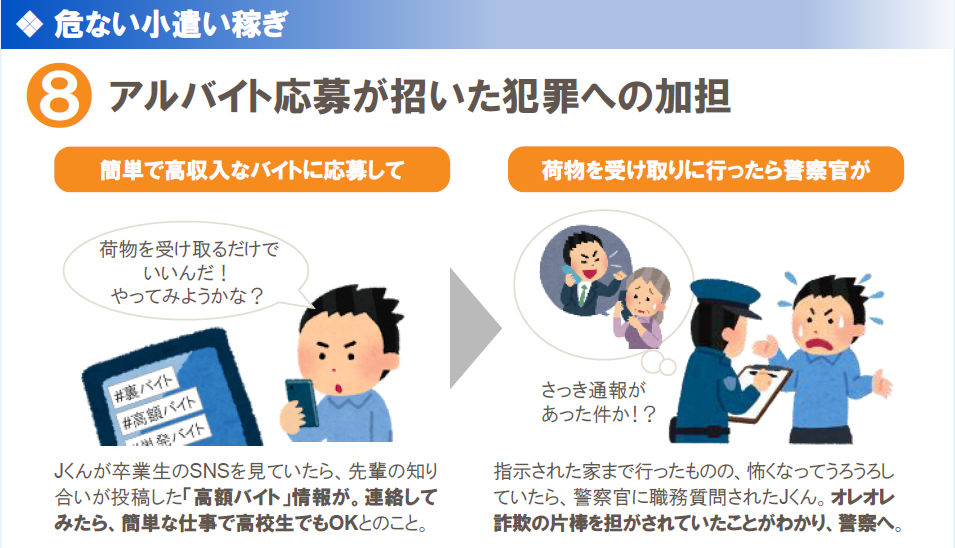 ❖ 危ない小遣い稼ぎ
8 アルバイト応募が招いた犯罪への加担
簡単で高収入なバイトに応募して
荷物を受け取るだけで
いいんだ！
やってみようかな？
#裏バイト
#高額バイト
#単発バイト
Jくんが卒業生のSNSを見ていたら、先輩の知り
合いが投稿した「高額バイト」情報が。連絡して
みたら、簡単な仕事で高校生でもOKとのこと。
荷物を受け取りに行ったら警察官が
さっき通報が
あった件か！？
指示された家まで行ったものの、怖くなってうろうろし
ていたら、警察官に職務質問されたJくん。オレオレ
詐欺の片棒を担がされていたことがわかり、警察へ。